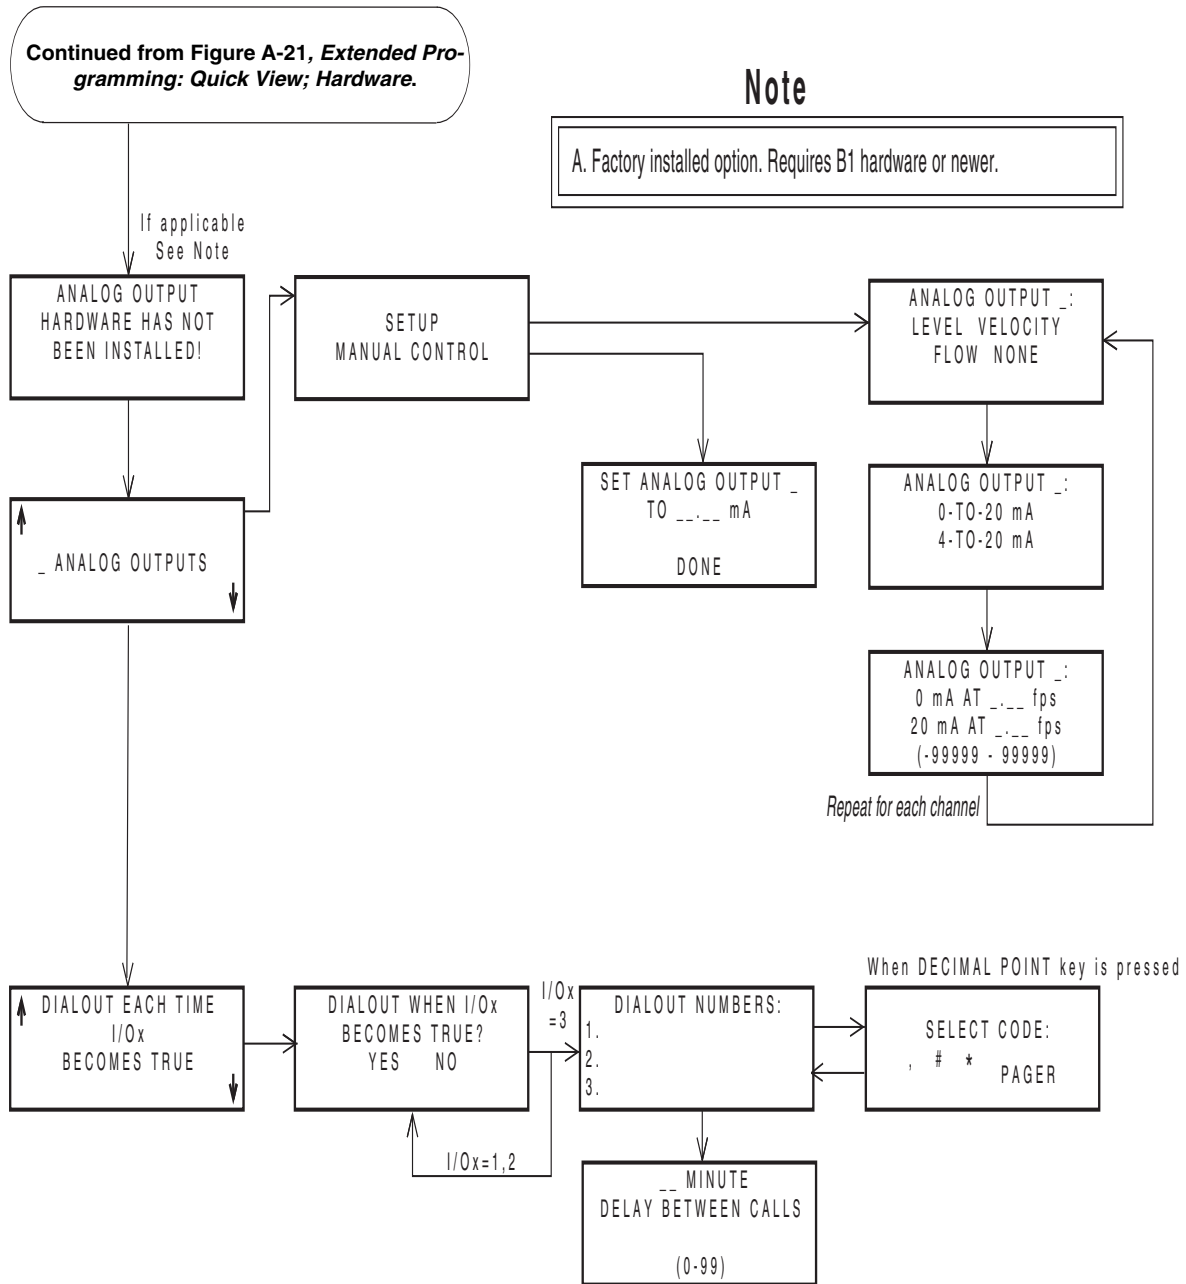 Continued from Figure A-21, Extended Pro-
gramming: Quick View; Hardware.
Note
A. Factory installed option. Requires B1 hardware or newer.
If applicable
See Note
ANALOG OUTPUT
HARDWARE HAS NOT
BEEN INSTALLED!
SETUP
MANUAL CONTROL
ANALOG OUTPUT _:
LEVEL VELOCITY
FLOW NONE
SET ANALOG OUTPUT _
TO __.__ mA
DONE
ANALOG OUTPUT _:
0-TO-20 mA
4-TO-20 mA
_ ANALOG OUTPUTS
ANALOG OUTPUT _:
0 mA AT _.__ fps
20 mA AT _.__ fps
(-99999 - 99999)
Repeat for each channel
DIALOUT EACH TIME
I/Ox
BECOMES TRUE
DIALOUT WHEN I/Ox
BECOMES TRUE?
YES NO
I/Ox
=3
I/Ox=1,2
DIALOUT NUMBERS:
1.
2.
3.
When DECIMAL POINT key is pressed
SELECT CODE:
, # *
PAGER
__ MINUTE
DELAY BETWEEN CALLS
(0-99)